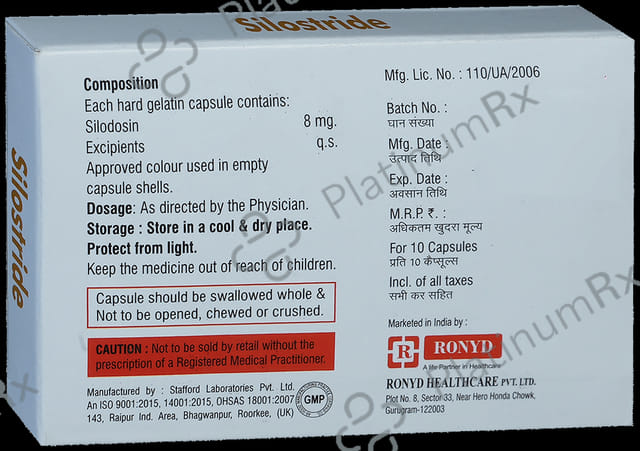 Silostride
Silostride
Composition
Each hard gelatin capsule contains:
Silodosin 8 mg.
Excipients q.s.
Approved colour used in empty
capsule shells.
Dosage: As directed by the Physician.
Storage : Store in a cool & dry place.
Protect from light.
Keep the medicine out of reach of children.
Capsule should be swallowed whole &
Not to be opened, chewed or crushed.
CAUTION : Not to be sold by retail without the
prescription of a Registered Medical Practitioner.
Manufactured by : Stafford Laboratories Pvt. Ltd.
An ISO 9001:2015, 14001:2015, OHSAS 18001:2007
143, Raipur Ind. Area, Bhagwanpur, Roorkee, (UK)
GMP
Mfg. Lic. No. : 110/UA/2006
Batch No. :
घान संख्या
Mfg. Date :
उत्पाद तिथि
Exp. Date :
अवसान तिथि
M.R.P. ₹. :
अधिकतम खुदरा मूल्य
For 10 Capsules
प्रति 10 कैप्सूल्स
Incl. of all taxes
सभी कर सहित
Marketed in India by :
R RONYD
A life Partner in Healthcare
RONYD HEALTHCARE PVT. LTD.
Plot No. 8, Sector 33, Near Hero Honda Chowk,
Gurugram-122003
PlatinumRx
PlatinumRx
PlatinumRx
Rx